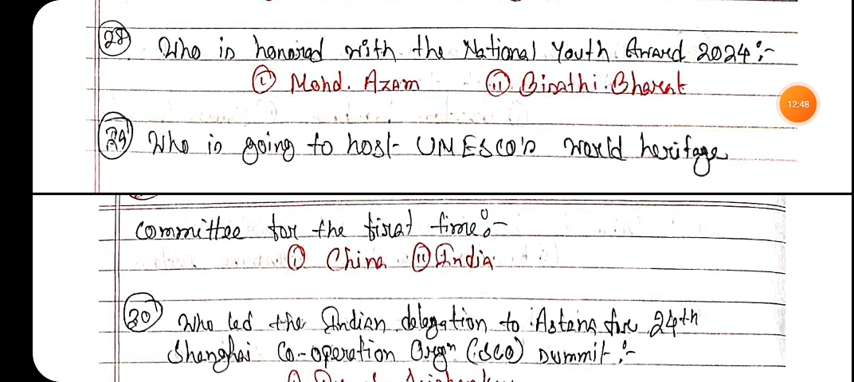 28 Who is honored with the National Youth Award 2024:-
(i) Mohd. Azam (ii) Birathi. Bharat
12:48
29 Who is going to host UNESCO's world heritage
committee for the first time:-
(i) China (ii) India
30 Who led the Indian delegation to Astana for 24th
Shanghai Co-operation Orgn (SCO) summit:-